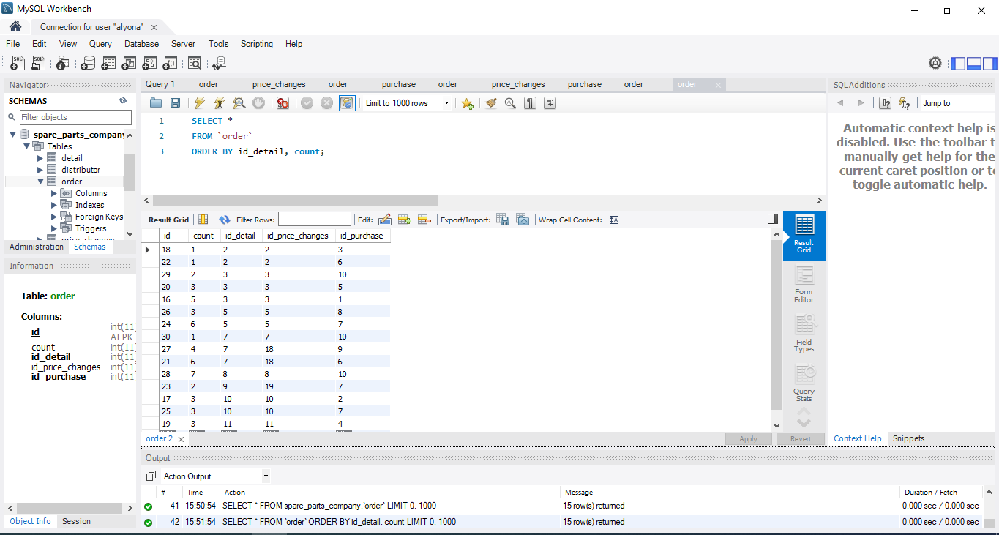 MySQL Workbench
Connection for user "alyona" ×
File Edit View Query Database Server Tools Scripting Help
Navigator
SCHEMAS
Filter objects
spare_parts_company
Tables
detail
distributor
order
Columns
Indexes
Foreign Keys
Triggers
price_changes
Administration Schemas
Information
Table: order
Columns:
id int(11)
AI PK
count int(11)
id_detail int(11)
id_price_changes int(11)
id_purchase int(11)
Object Info Session
Query 1 order price_changes order purchase order price_changes purchase order order ×
Limit to 1000 rows
1 SELECT *
2 FROM `order`
3 ORDER BY id_detail, count;
Result Grid Filter Rows: Edit: Export/Import: Wrap Cell Content: IA
id count id_detail id_price_changes id_purchase
18 1 2 2 3
22 1 2 2 6
29 2 3 3 10
20 3 3 3 5
16 5 3 3 1
26 3 5 5 8
24 6 5 5 7
30 1 7 7 10
27 4 7 18 9
21 6 7 18 6
28 7 8 8 10
23 2 9 19 7
17 3 10 10 2
25 3 10 10 7
19 3 11 11 4
Result
Grid
Form
Editor
Field
Types
Query
Stats
order 2 ×
Apply Revert
Output
Action Output
# Time Action Message Duration / Fetch
41 15:50:54 SELECT * FROM spare_parts_company.`order` LIMIT 0, 1000 15 row(s) returned 0,000 sec / 0,000 sec
42 15:51:54 SELECT * FROM `order` ORDER BY id_detail, count LIMIT 0, 1000 15 row(s) returned 0,000 sec / 0,000 sec
SQLAdditions
Jump to
Automatic context help is
disabled. Use the toolbar t
manually get help for the
current caret position or to
toggle automatic help.
Context Help Snippets